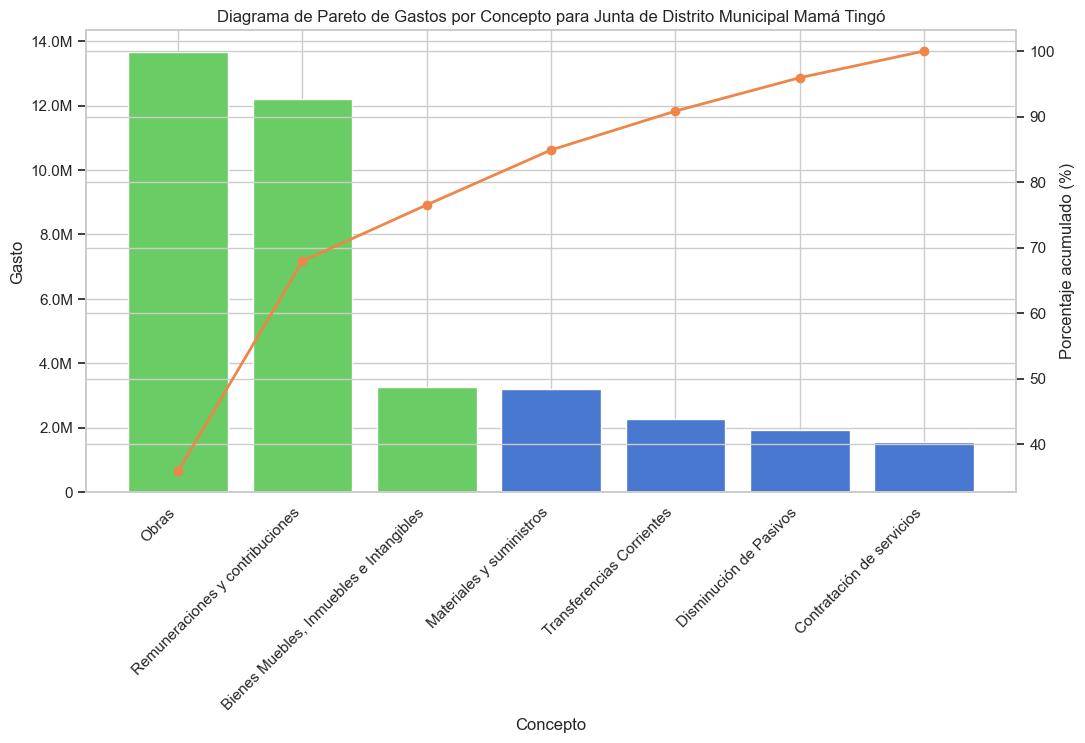 Diagrama de Pareto de Gastos por Concepto para Junta de Distrito Municipal Mamá Tingó
Gasto
14.0M
12.0M
10.0M
8.0M
6.0M
4.0M
2.0M
0
Porcentaje acumulado (%)
100
90
80
70
60
50
40
Obras
Remuneraciones y contribuciones
Bienes Muebles, Inmuebles e Intangibles
Materiales y suministros
Transferencias Corrientes
Disminución de Pasivos
Contratación de servicios
Concepto